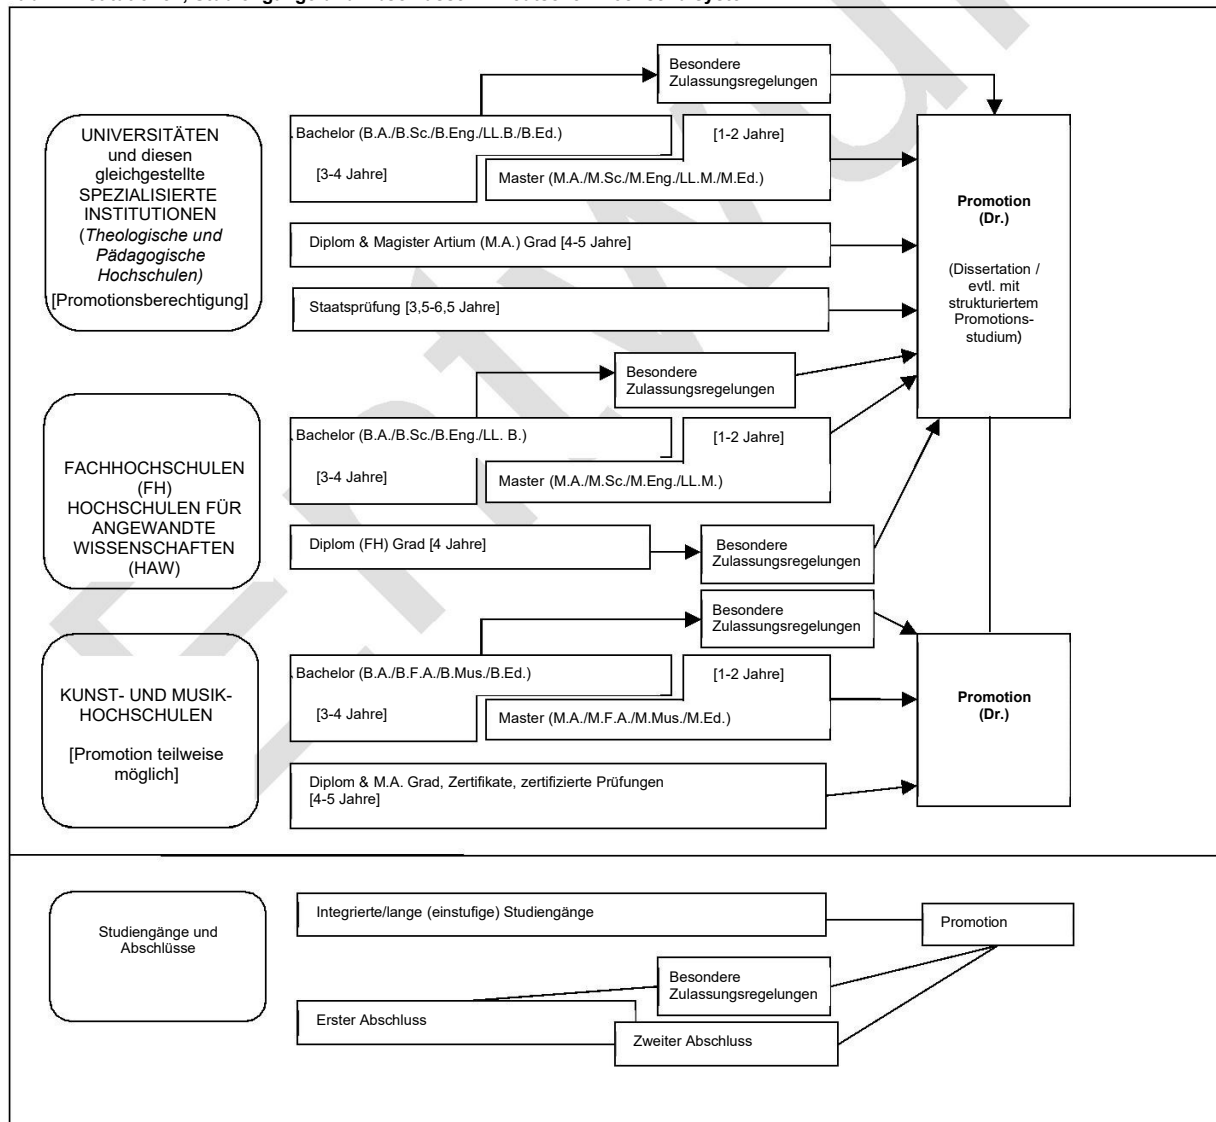 Besondere
Zulassungsregelungen
UNIVERSITÄTEN
und diesen
gleichgestellte
SPEZIALISIERTE
INSTITUTIONEN
(Theologische und
Pädagogische
Hochschulen)
[Promotionsberechtigung]
Bachelor (B.A./B.Sc./B.Eng./LL.B./B.Ed.)
[3-4 Jahre]
[1-2 Jahre]
Master (M.A./M.Sc./M.Eng./LL.M./M.Ed.)
Diplom & Magister Artium (M.A.) Grad [4-5 Jahre]
Staatsprüfung [3,5-6,5 Jahre]
Promotion
(Dr.)
(Dissertation /
evtl. mit
strukturiertem
Promotions-
studium)
Besondere
Zulassungsregelungen
FACHHOCHSCHULEN
(FH)
HOCHSCHULEN FÜR
ANGEWANDTE
WISSENSCHAFTEN
(HAW)
Bachelor (B.A./B.Sc./B.Eng./LL. B.)
[3-4 Jahre]
[1-2 Jahre]
Master (M.A./M.Sc./M.Eng./LL.M.)
Diplom (FH) Grad [4 Jahre]
Besondere
Zulassungsregelungen
Besondere
Zulassungsregelungen
KUNST- UND MUSIK-
HOCHSCHULEN
[Promotion teilweise
möglich]
Bachelor (B.A./B.F.A./B.Mus./B.Ed.)
[3-4 Jahre]
[1-2 Jahre]
Master (M.A./M.F.A./M.Mus./M.Ed.)
Diplom & M.A. Grad, Zertifikate, zertifizierte Prüfungen
[4-5 Jahre]
Promotion
(Dr.)
Studiengänge und
Abschlüsse
Integrierte/lange (einstufige) Studiengänge
Promotion
Besondere
Zulassungsregelungen
Erster Abschluss
Zweiter Abschluss